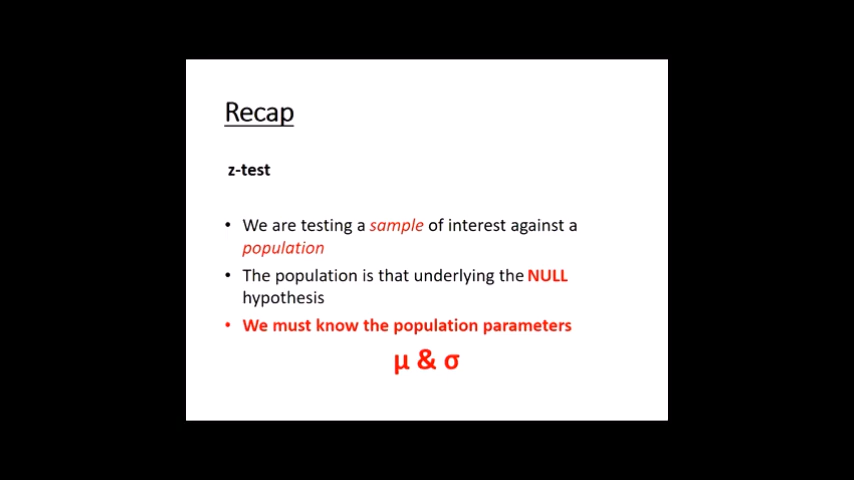 Recap
z-test
• We are testing a sample of interest against a
population
• The population is that underlying the NULL
hypothesis
• We must know the population parameters
μ & σ